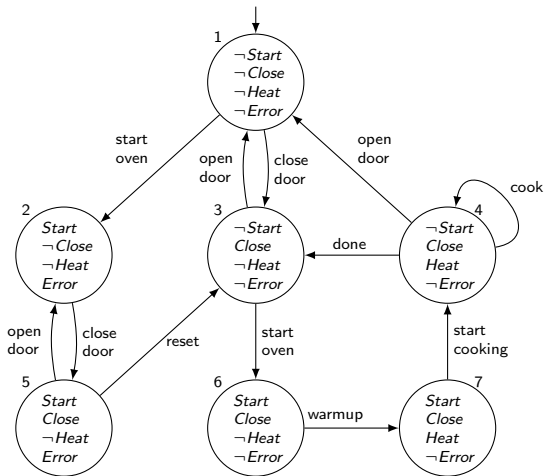 1
¬Start
¬Close
¬Heat
¬Error
start
oven
open
door
close
door
open
door
cook
2
Start
¬Close
¬Heat
Error
3
¬Start
Close
¬Heat
¬Error
done
4
¬Start
Close
Heat
¬Error
open
door
close
door
reset
start
oven
start
cooking
5
Start
Close
¬Heat
Error
6
Start
Close
¬Heat
¬Error
warmup
7
Start
Close
Heat
¬Error